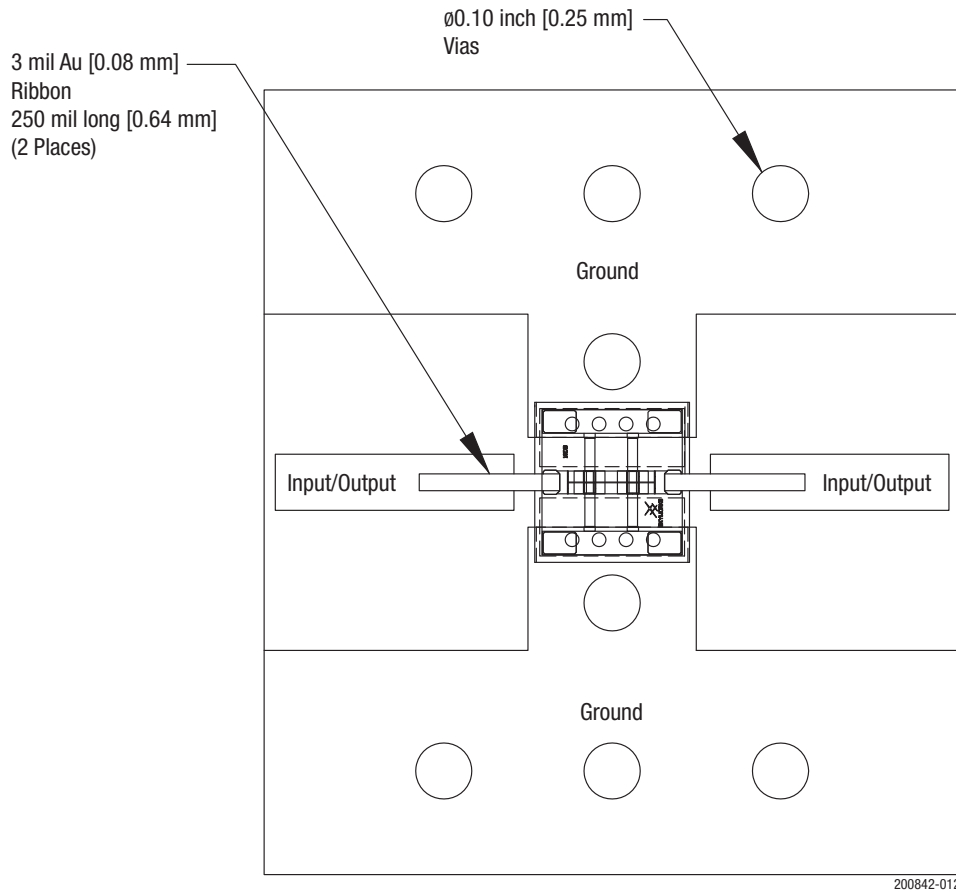 ø0.10 inch [0.25 mm]
Vias
3 mil Au [0.08 mm]
Ribbon
250 mil long [0.64 mm]
(2 Places)
Ground
Input/Output
Input/Output
Ground
200842-012